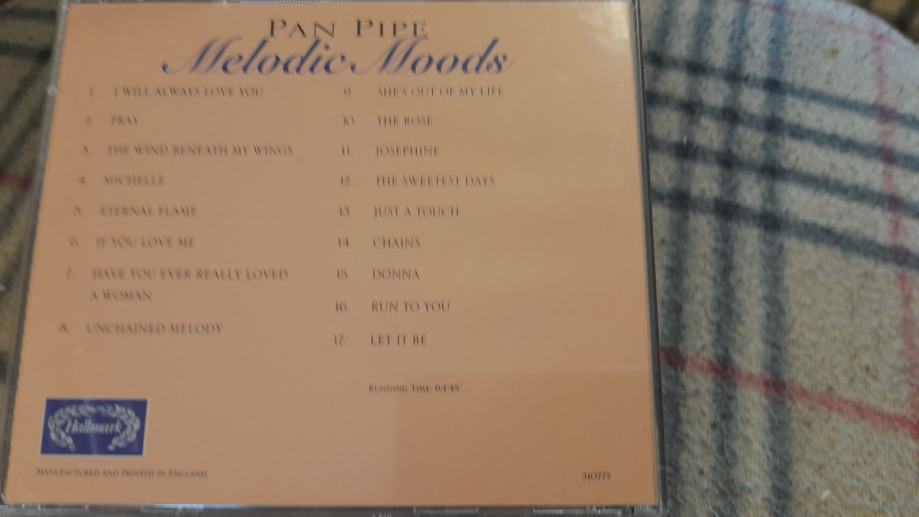 PAN PIPE
Melodic Moods
1. I WILL ALWAYS LOVE YOU
2. PRAY
3. THE WIND BENEATH MY WINGS
4. MICHELLE
5. ETERNAL FLAME
6. IF YOU LOVE ME
7. HAVE YOU EVER REALLY LOVED
A WOMAN
8. UNCHAINED MELODY
9. SHE'S OUT OF MY LIFE
10. THE ROSE
11. JOSEPHINE
12. THE SWEETEST DAYS
13. JUST A TOUCH
14. CHAINS
15. DONNA
16. RUN TO YOU
17. LET IT BE
RUNNING TIME
Hallmark
MANUFACTURED AND PRINTED IN ENGLAND
310772